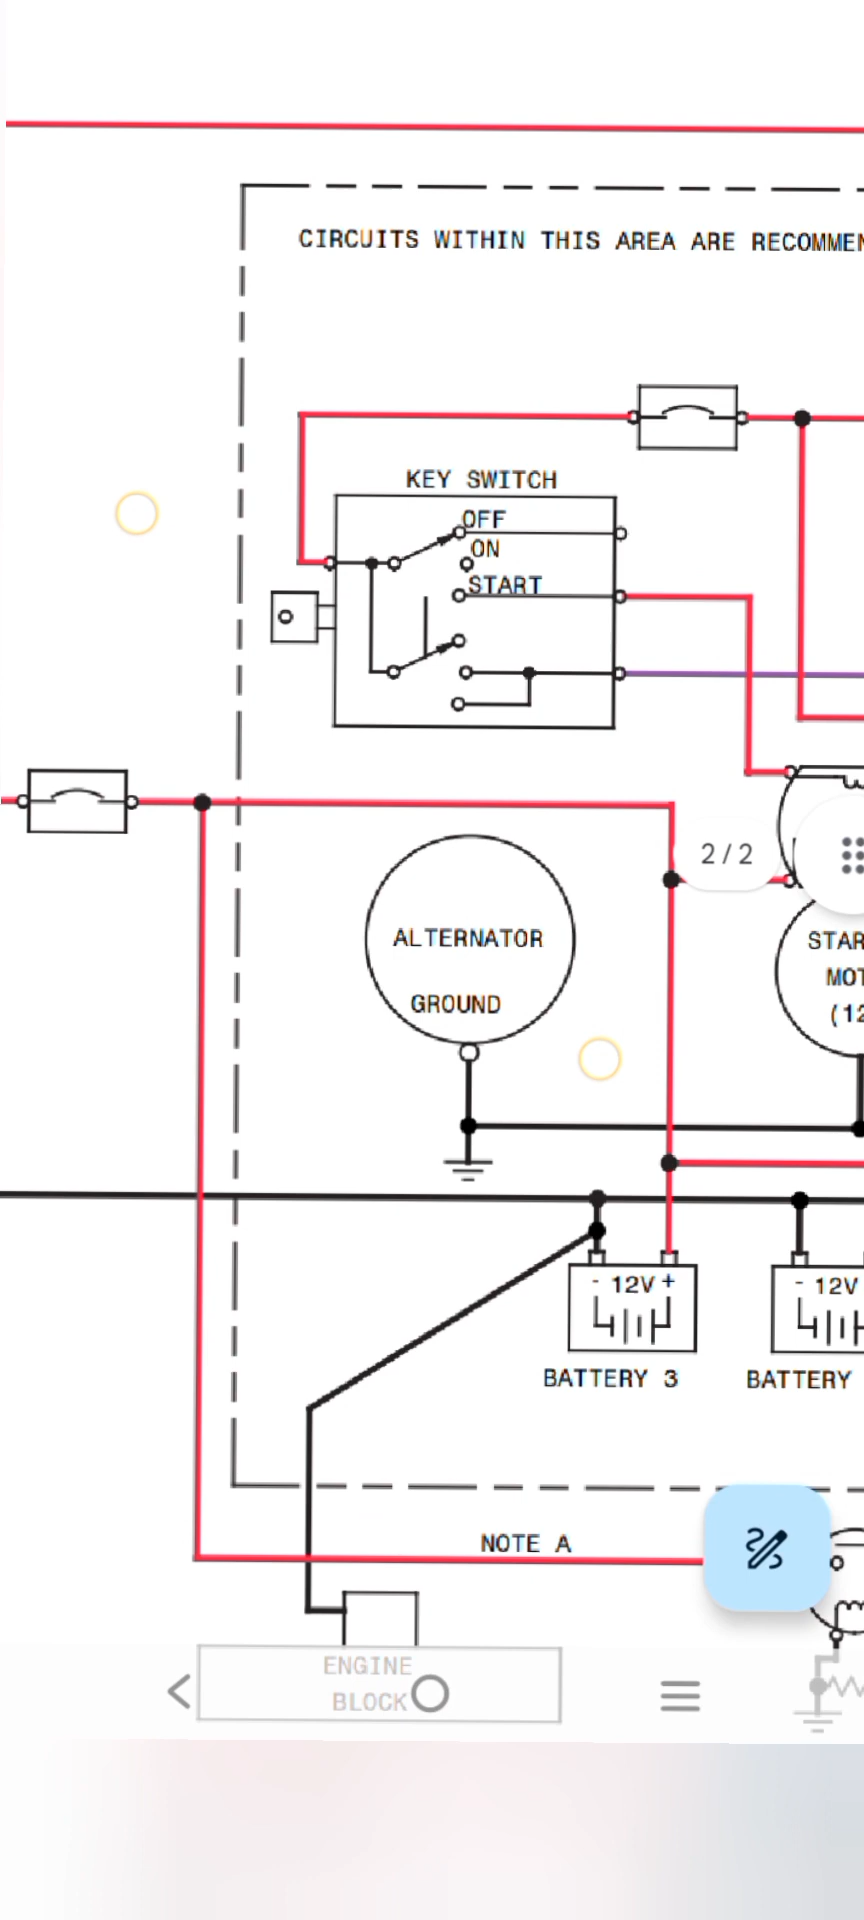 CIRCUITS WITHIN THIS AREA ARE
KEY SWITCH
OFF
ON
START
2 / 2
ALTERNATOR
GROUND
- 12V +
- 12V
BATTERY 3
BATTERY
NOTE A
ENGINE
BLOCK